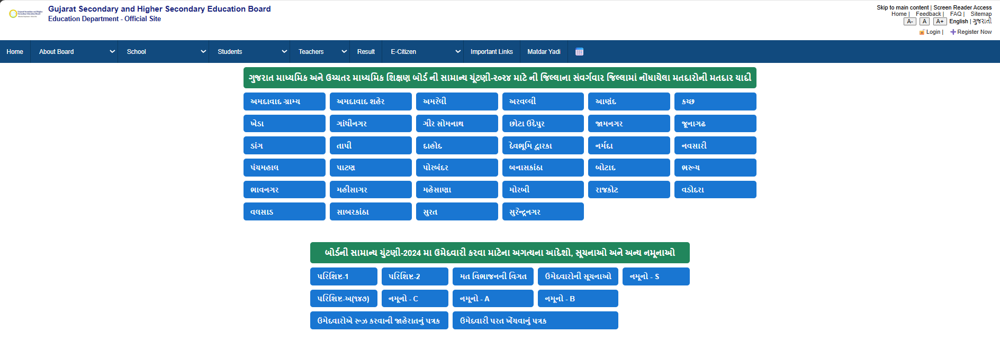 Gujarat Secondary and Higher Secondary Education Board
Education Department - Official Site
Skip to main content | Screen Reader Access
Home | Feedback | FAQ | Sitemap
A- A A+ English | ગુજરાતી
Login | Register Now
Home About Board School Students Teachers Result E-Citizen Important Links Matdar Yadi
ગુજરાત માધ્યમિક અને ઉચ્ચતર માધ્યમિક શિક્ષણ બોર્ડ ની સામાન્ય ચૂંટણી-૨૦૨૪ માટે ની જિલ્લાના સંવર્ગવાર જિલ્લામાં નોંધાયેલા મતદારોની મતદાર યાદી
અમદાવાદ ગ્રામ્ય અમદાવાદ શહેર અમરેલી અરવલ્લી આણંદ કચ્છ
ખેડા ગાંધીનગર ગીર સોમનાથ છોટા ઉદેપુર જામનગર જૂનાગઢ
ડાંગ તાપી દાહોદ દેવભૂમિ દ્વારકા નર્મદા નવસારી
પંચમહાલ પાટણ પોરબંદર બનાસકાંઠા બોટાદ ભરૂચ
ભાવનગર મહીસાગર મહેસાણા મોરબી રાજકોટ વડોદરા
વલસાડ સાબરકાંઠા સુરત સુરેન્દ્રનગર
બોર્ડની સામાન્ય ચુંટણી-2024 મા ઉમેદવારી કરવા માટેના અગત્યના આદેશો, સૂચનાઓ અને અન્ય નમૂનાઓ
પરિશિષ્ટ-1 પરિશિષ્ટ-2 મત વિભાજનની વિગત ઉમેદવારોની સૂચનાઓ નમૂનો - S
પરિશિષ્ટ-અ(૧૪૭) નમૂનો - C નમૂનો - A નમૂનો - B
ઉમેદવારોએ રૂઝ કરવાની જાહેરાતનું પત્રક ઉમેદવારી પરત ખેંચવાનું પત્રક